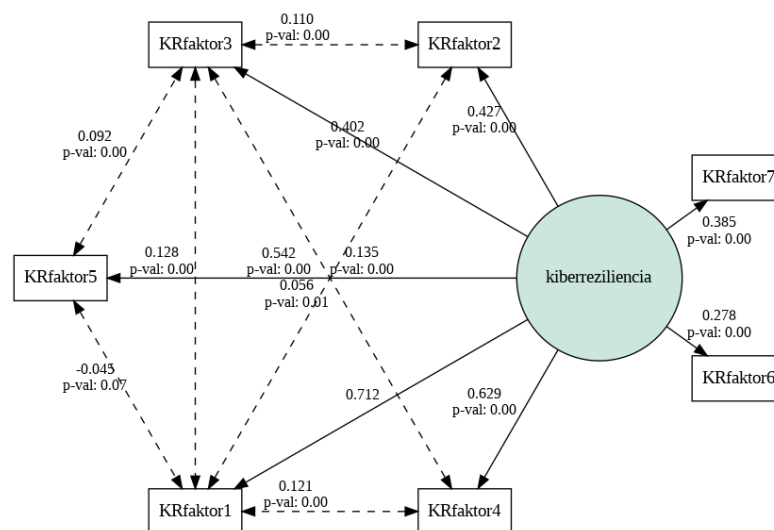 0.110
KRfaktor3
p-val: 0.00
KRfaktor2
0.427
p-val: 0.00
0.402
p-val: 0.00
0.092
p-val: 0.00
KRfaktor7
0.385
p-val: 0.00
0.128
p-val: 0.00
0.542
p-val: 0.00
0.135
p-val: 0.00
KRfaktor5
kiberreziliencia
0.056
p-val: 0.01
0.278
p-val: 0.00
-0.045
p-val: 0.07
KRfaktor6
0.712
0.629
p-val: 0.00
0.121
p-val: 0.00
KRfaktor1
KRfaktor4